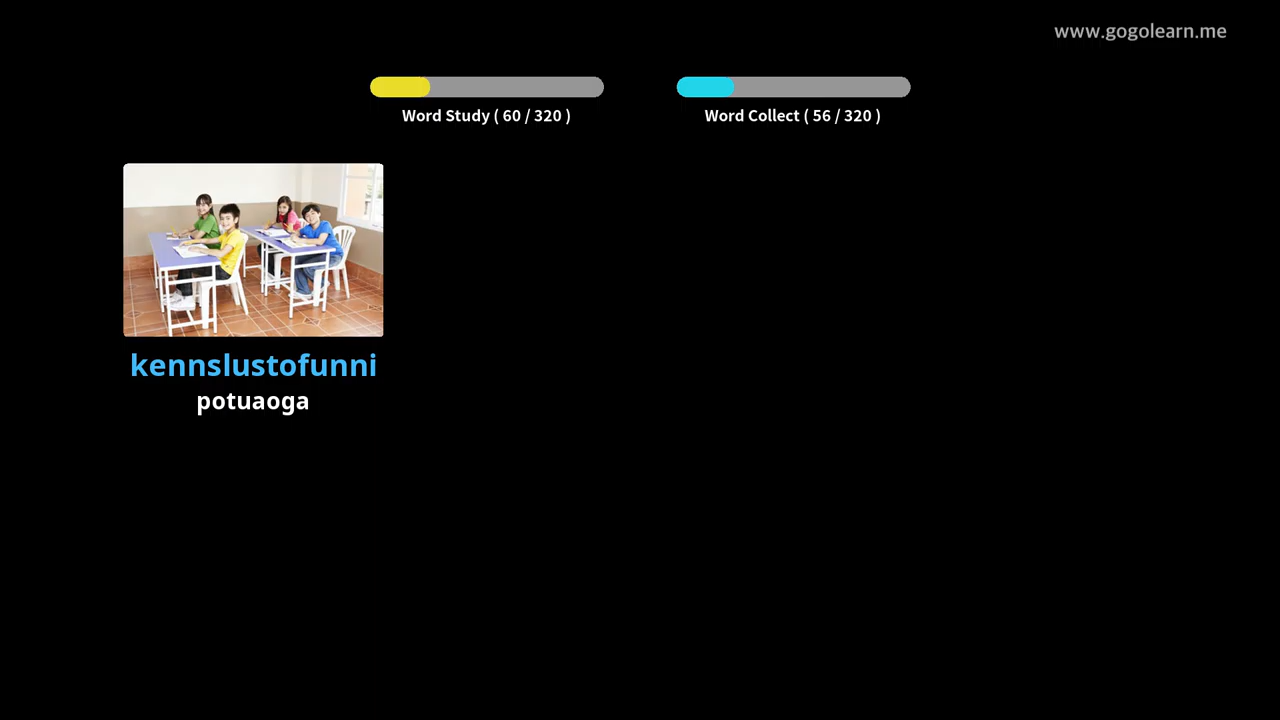 www.gogolearn.me
Word Study ( 60 / 320 )
Word Collect ( 56 / 320 )
kennslustofunni
potuaoga